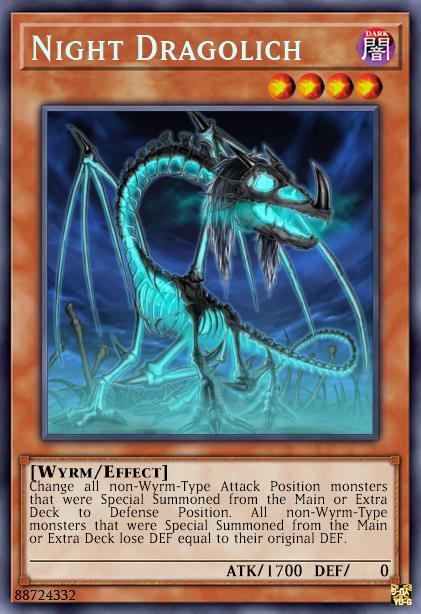 NIGHT DRAGOLICH
DARK
闇
[WYRM/EFFECT]
Change all non-Wyrm-Type Attack Position monsters
that were Special Summoned from the Main or Extra
Deck to Defense Position. All non-Wyrm-Type
monsters that were Special Summoned from the Main
or Extra Deck lose DEF equal to their original DEF.
ATK/1700 DEF/ 0
88724332